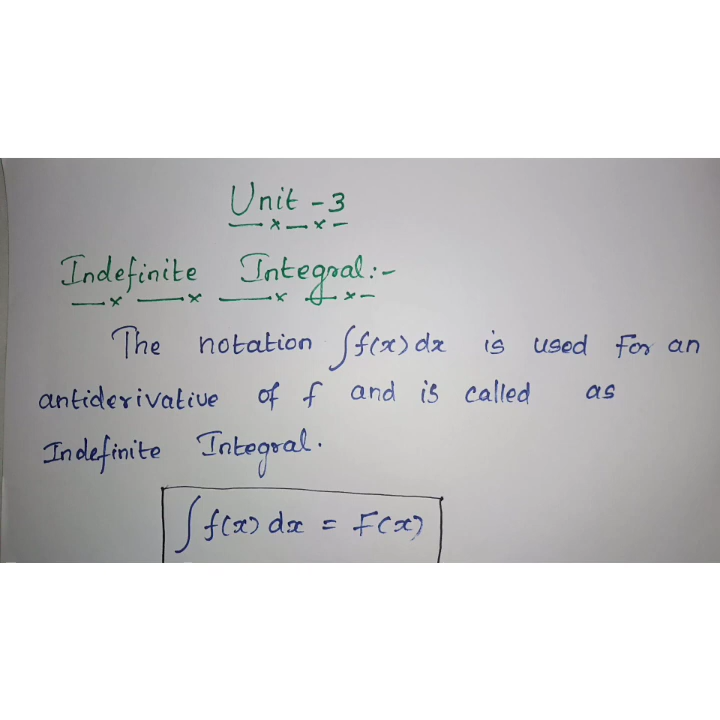 Unit - 3
Indefinite Integral:-
The notation ∫f(x) dx is used For an
antiderivative of f and is called as
Indefinite Integral.
∫ f(x) dx = F(x)